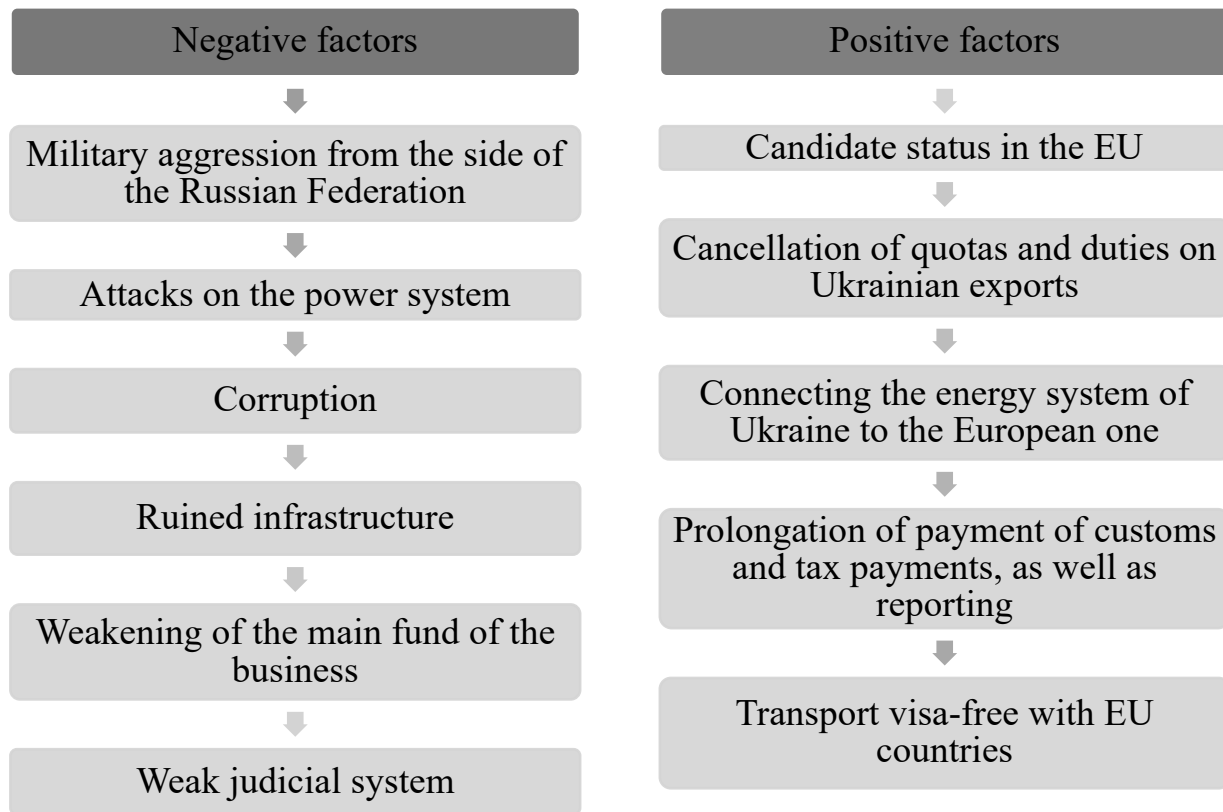 Negative factors
Military aggression from the side of
the Russian Federation
Attacks on the power system
Corruption
Ruined infrastructure
Weakening of the main fund of the
business
Weak judicial system
Positive factors
Candidate status in the EU
Cancellation of quotas and duties on
Ukrainian exports
Connecting the energy system of
Ukraine to the European one
Prolongation of payment of customs
and tax payments, as well as
reporting
Transport visa-free with EU
countries